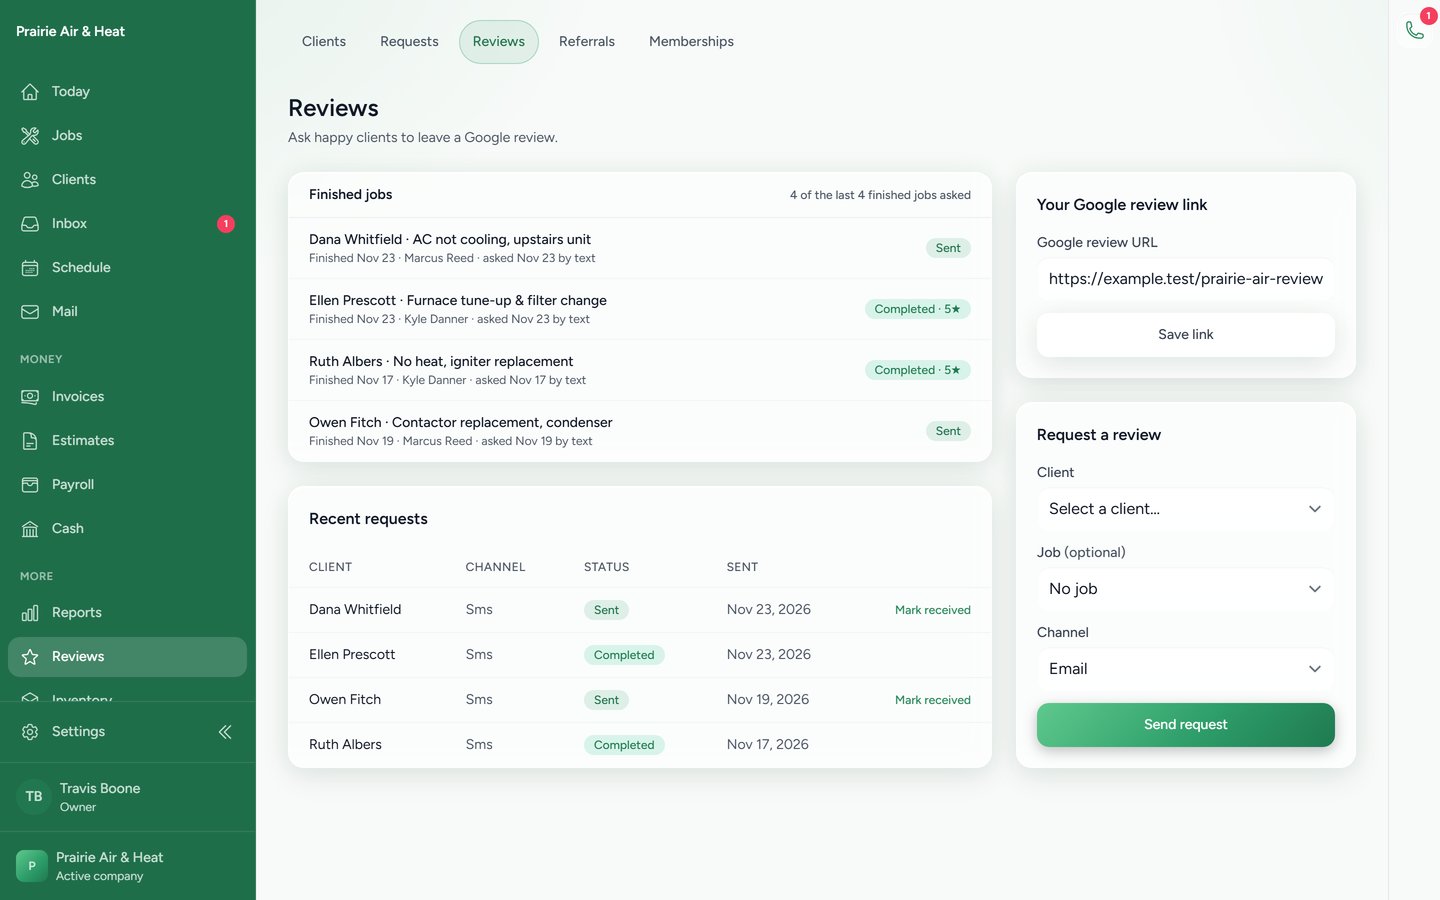 Prairie Air & Heat
Today
Jobs
Clients
Inbox
1
Schedule
Mail
MONEY
Invoices
Estimates
Payroll
Cash
MORE
Reports
Reviews
Inventory
Settings
TB
Travis Boone
Owner
P
Prairie Air & Heat
Active company
Clients
Requests
Reviews
Referrals
Memberships
1
Reviews
Ask happy clients to leave a Google review.
Finished jobs
4 of the last 4 finished jobs asked
Dana Whitfield · AC not cooling, upstairs unit
Finished Nov 23 · Marcus Reed · asked Nov 23 by text
Sent
Ellen Prescott · Furnace tune-up & filter change
Finished Nov 23 · Kyle Danner · asked Nov 23 by text
Completed · 5★
Ruth Albers · No heat, igniter replacement
Finished Nov 17 · Kyle Danner · asked Nov 17 by text
Completed · 5★
Owen Fitch · Contactor replacement, condenser
Finished Nov 19 · Marcus Reed · asked Nov 19 by text
Sent
Recent requests
CLIENT CHANNEL STATUS SENT
Dana Whitfield Sms Sent Nov 23, 2026 Mark received
Ellen Prescott Sms Completed Nov 23, 2026
Owen Fitch Sms Sent Nov 19, 2026 Mark received
Ruth Albers Sms Completed Nov 17, 2026
Your Google review link
Google review URL
https://example.test/prairie-air-review
Save link
Request a review
Client
Select a client...
Job (optional)
No job
Channel
Email
Send request